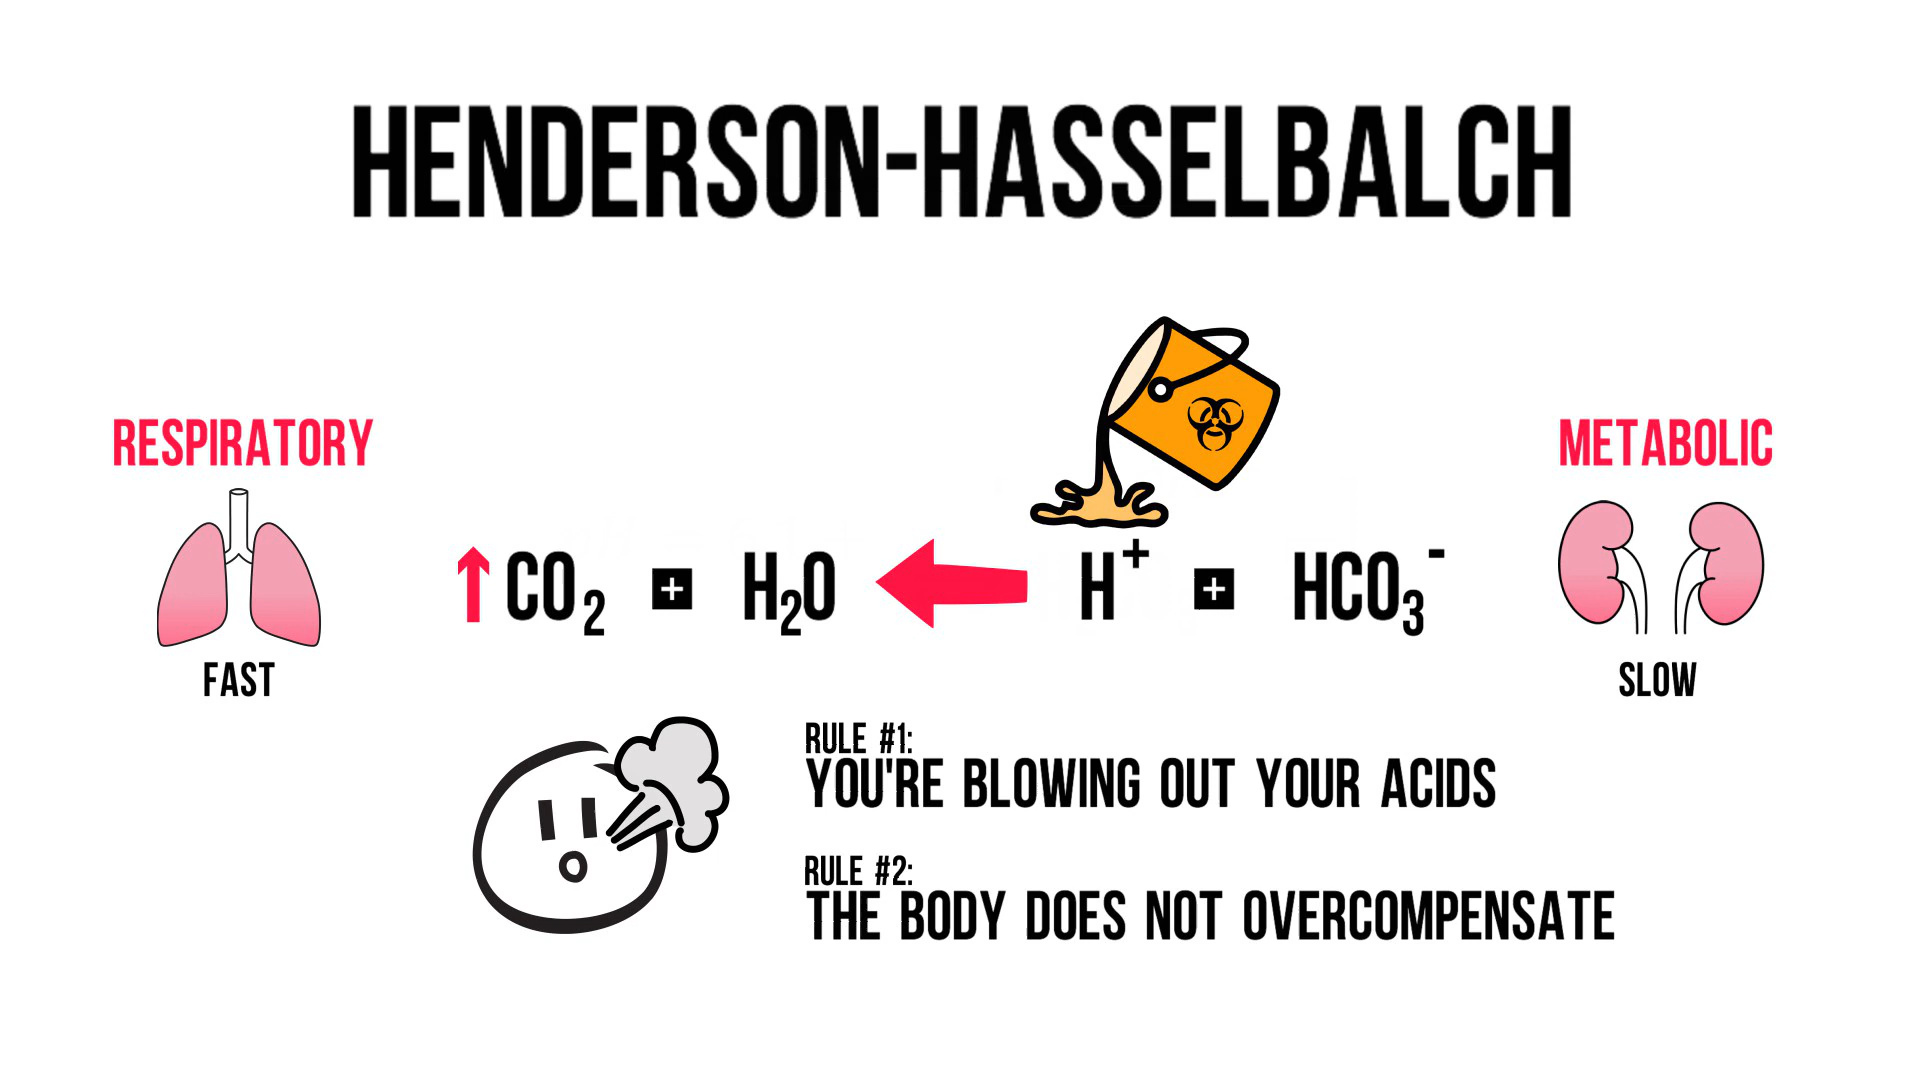 HENDERSON-HASSELBALCH
RESPIRATORY
METABOLIC
↑CO₂ + H₂O ← H⁺ + HCO₃⁻
FAST
SLOW
RULE #1:
YOU'RE BLOWING OUT YOUR ACIDS
RULE #2:
THE BODY DOES NOT OVERCOMPENSATE